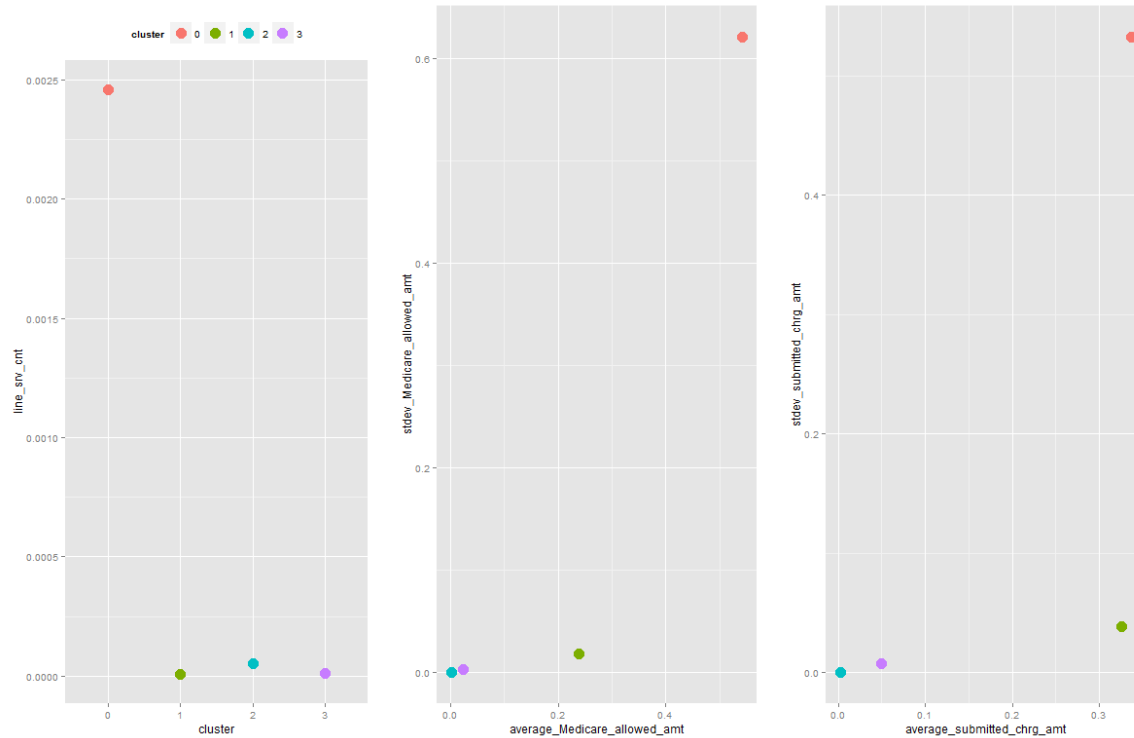 cluster 0 1 2 3
line_srv_cnt
0.0025
0.0020
0.0015
0.0010
0.0005
0.0000
0 1 2 3
cluster
stdev_Medicare_allowed_amt
0.6
0.4
0.2
0.0
0.0 0.2 0.4
average_Medicare_allowed_amt
stdev_submitted_chrg_amt
0.4
0.2
0.0
0.0 0.1 0.2 0.3
average_submitted_chrg_amt